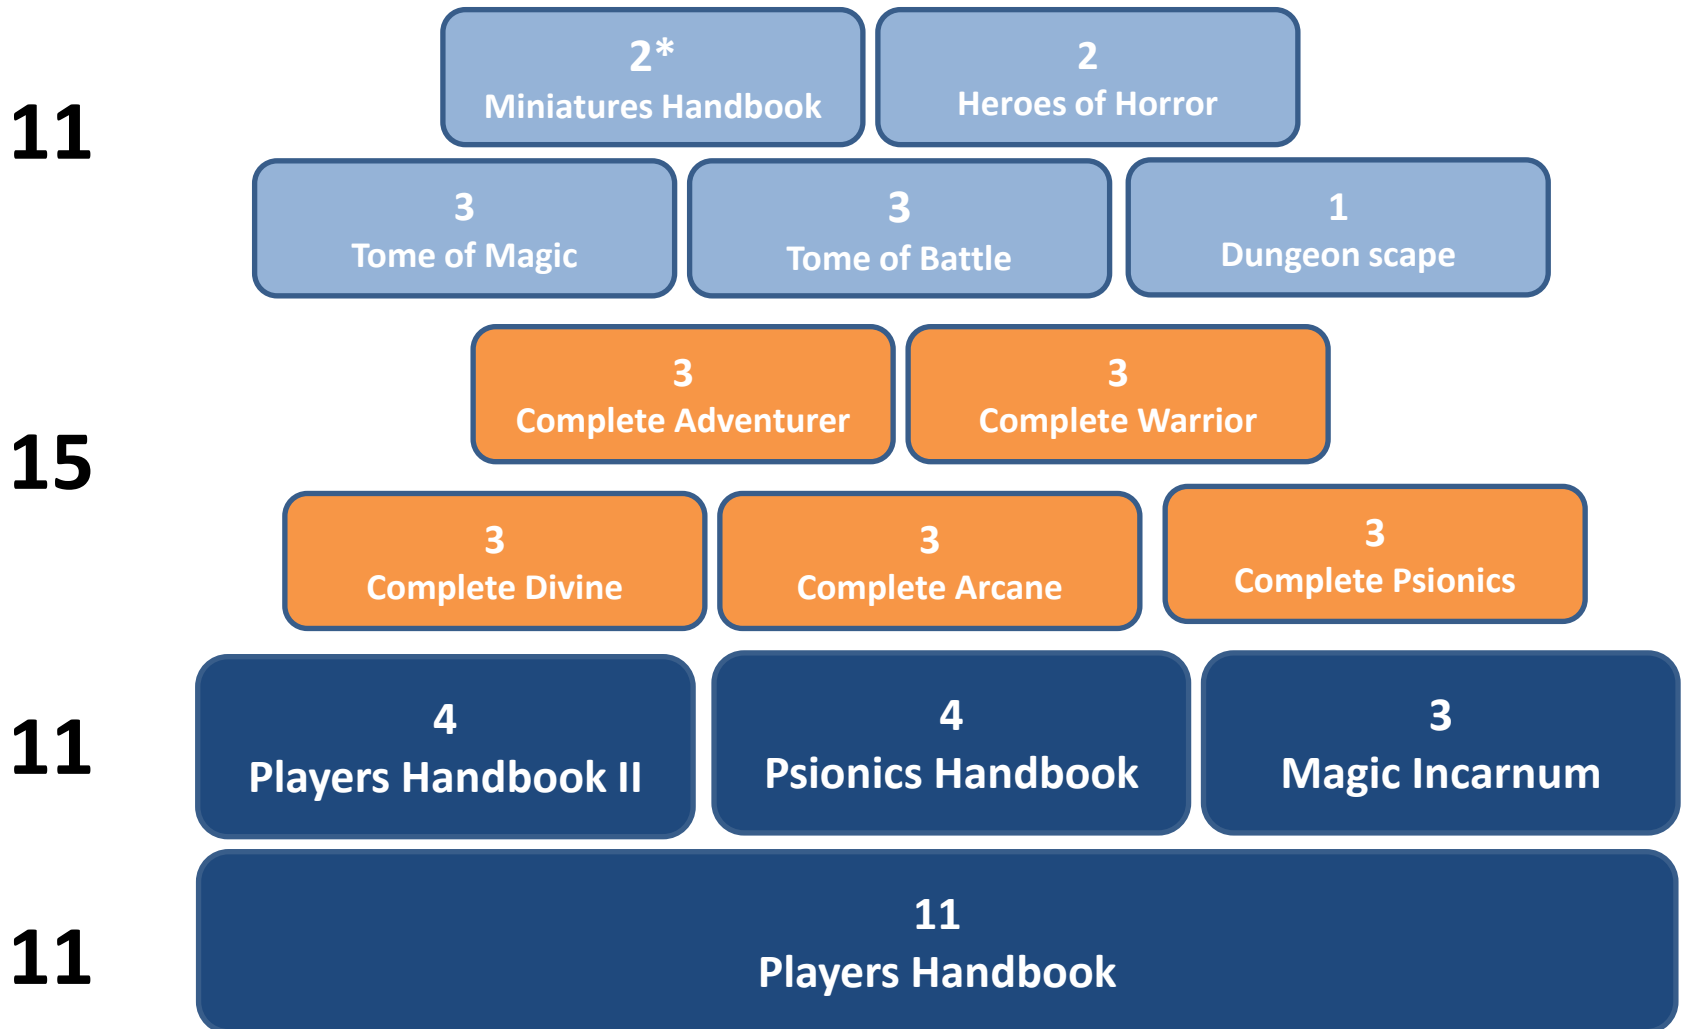 2*
Miniatures Handbook
2
Heroes of Horror
11
3
Tome of Magic
3
Tome of Battle
1
Dungeon scape
3
Complete Adventurer
3
Complete Warrior
15
3
Complete Divine
3
Complete Arcane
3
Complete Psionics
4
Players Handbook II
4
Psionics Handbook
3
Magic Incarnum
11
11
Players Handbook
11